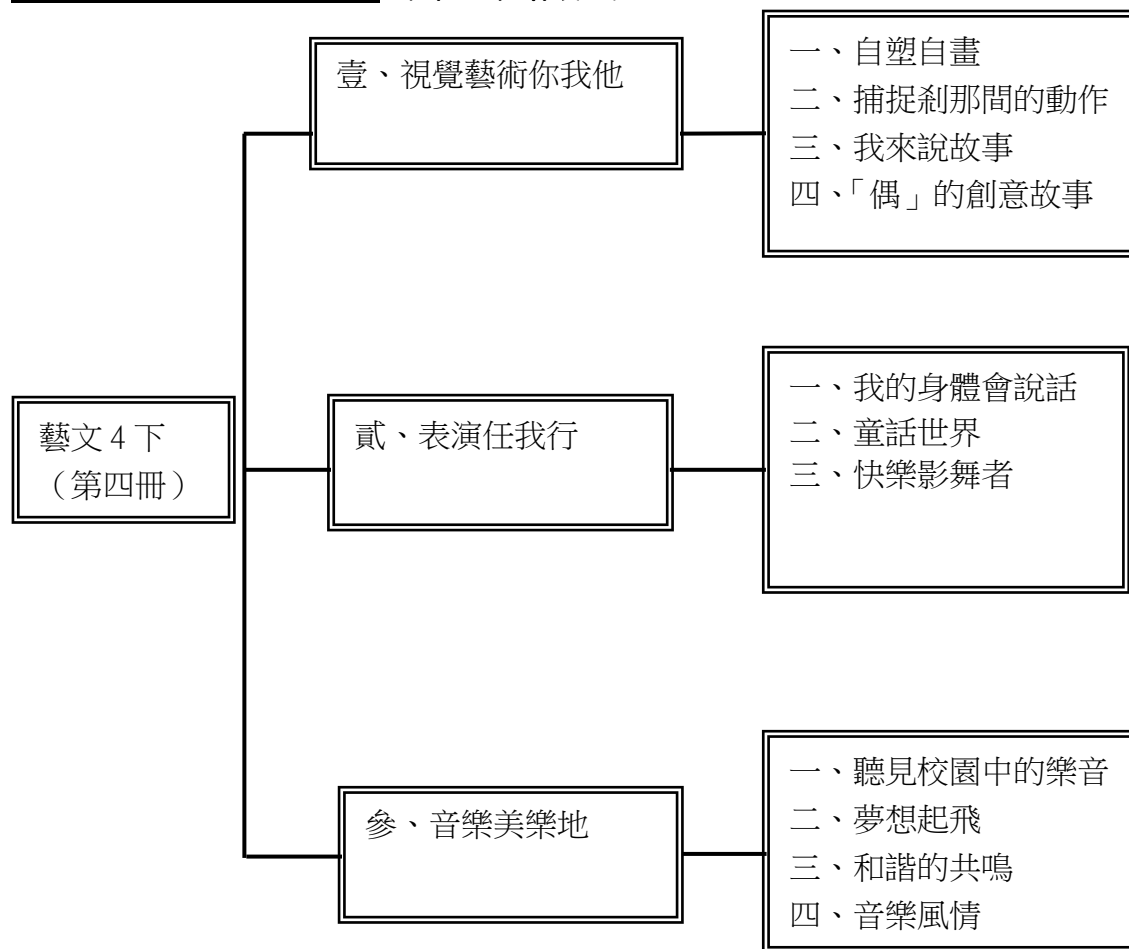 壹、視覺藝術你我他
一、自塑自畫
二、捕捉剎那間的動作
三、我來說故事
四、「偶」的創意故事
藝文 4 下
（第四冊）
貳、表演任我行
一、我的身體會說話
二、童話世界
三、快樂影舞者
參、音樂美樂地
一、聽見校園中的樂音
二、夢想起飛
三、和諧的共鳴
四、音樂風情